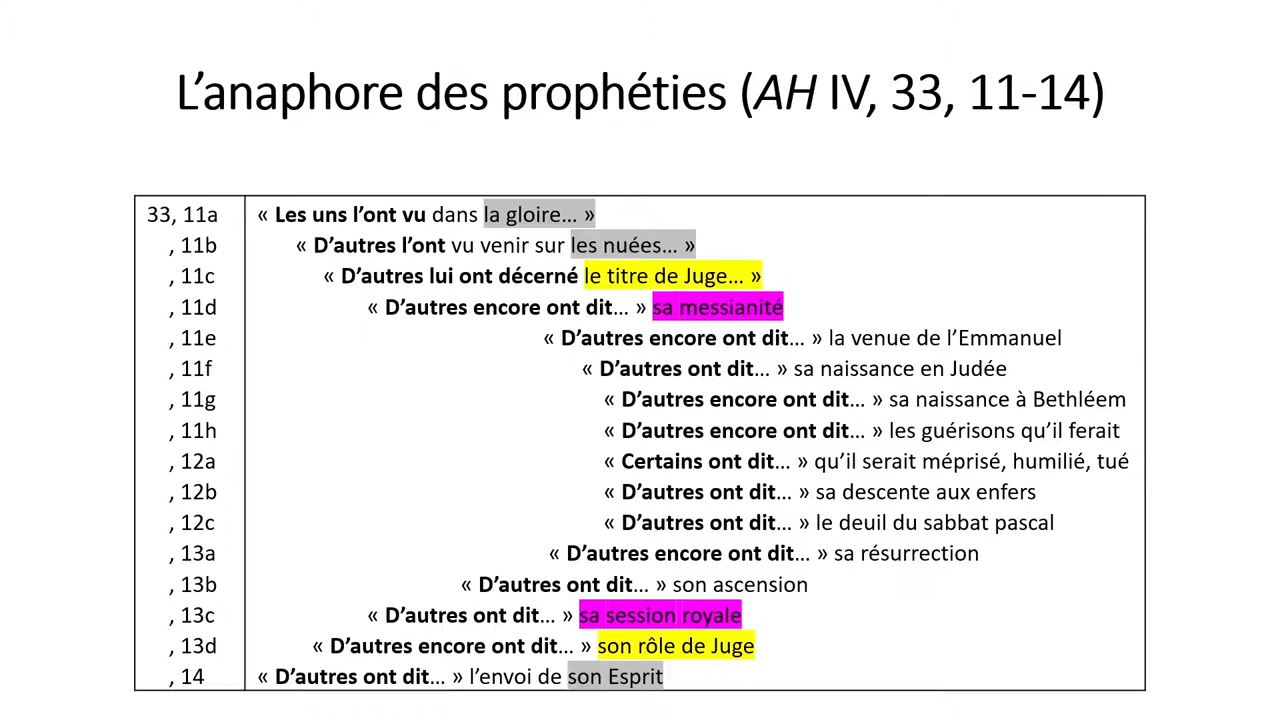 L’anaphore des prophéties (AH IV, 33, 11-14)
33, 11a « Les uns l’ont vu dans la gloire… »
, 11b « D’autres l’ont vu venir sur les nuées… »
, 11c « D’autres lui ont décerné le titre de Juge… »
, 11d « D’autres encore ont dit… » sa messianité
, 11e « D’autres encore ont dit… » la venue de l’Emmanuel
, 11f « D’autres ont dit… » sa naissance en Judée
, 11g « D’autres encore ont dit… » sa naissance à Bethléem
, 11h « D’autres encore ont dit… » les guérisons qu’il ferait
, 12a « Certains ont dit… » qu’il serait méprisé, humilié, tué
, 12b « D’autres ont dit… » sa descente aux enfers
, 12c « D’autres ont dit… » le deuil du sabbat pascal
, 13a « D’autres encore ont dit… » sa résurrection
, 13b « D’autres ont dit… » son ascension
, 13c « D’autres ont dit… » sa session royale
, 13d « D’autres encore ont dit… » son rôle de Juge
, 14 « D’autres ont dit… » l’envoi de son Esprit